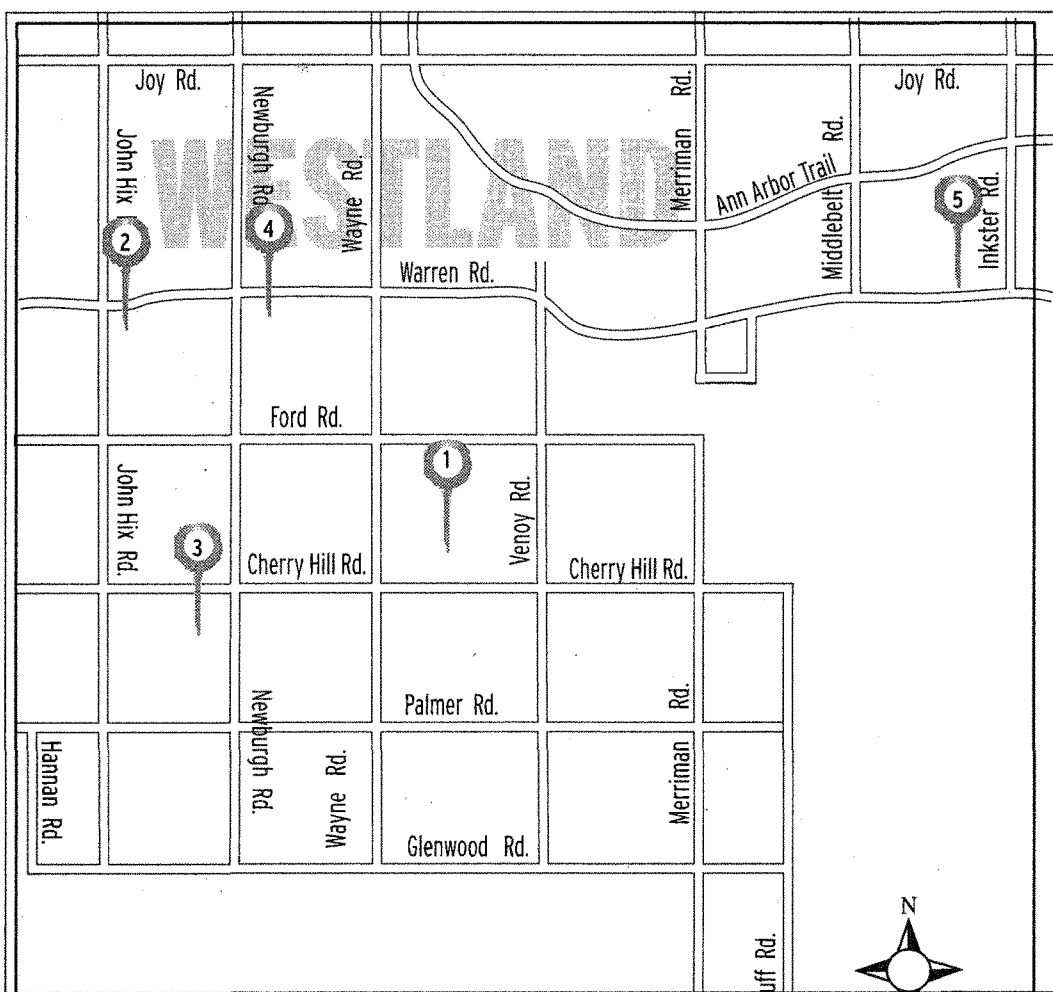 Joy Rd.
Joy Rd.
WESTLAND
John Hix
Newburgh Rd.
Wayne Rd.
Merriman Rd.
Ann Arbor Trail
Middlebelt Rd.
Inkster Rd.
2
4
5
Warren Rd.
Ford Rd.
1
John Hix Rd.
3
Cherry Hill Rd.
Venoy Rd.
Cherry Hill Rd.
Palmer Rd.
Hannan Rd.
Newburgh Rd.
Wayne Rd.
Merriman Rd.
Glenwood Rd.
N
uff Rd.